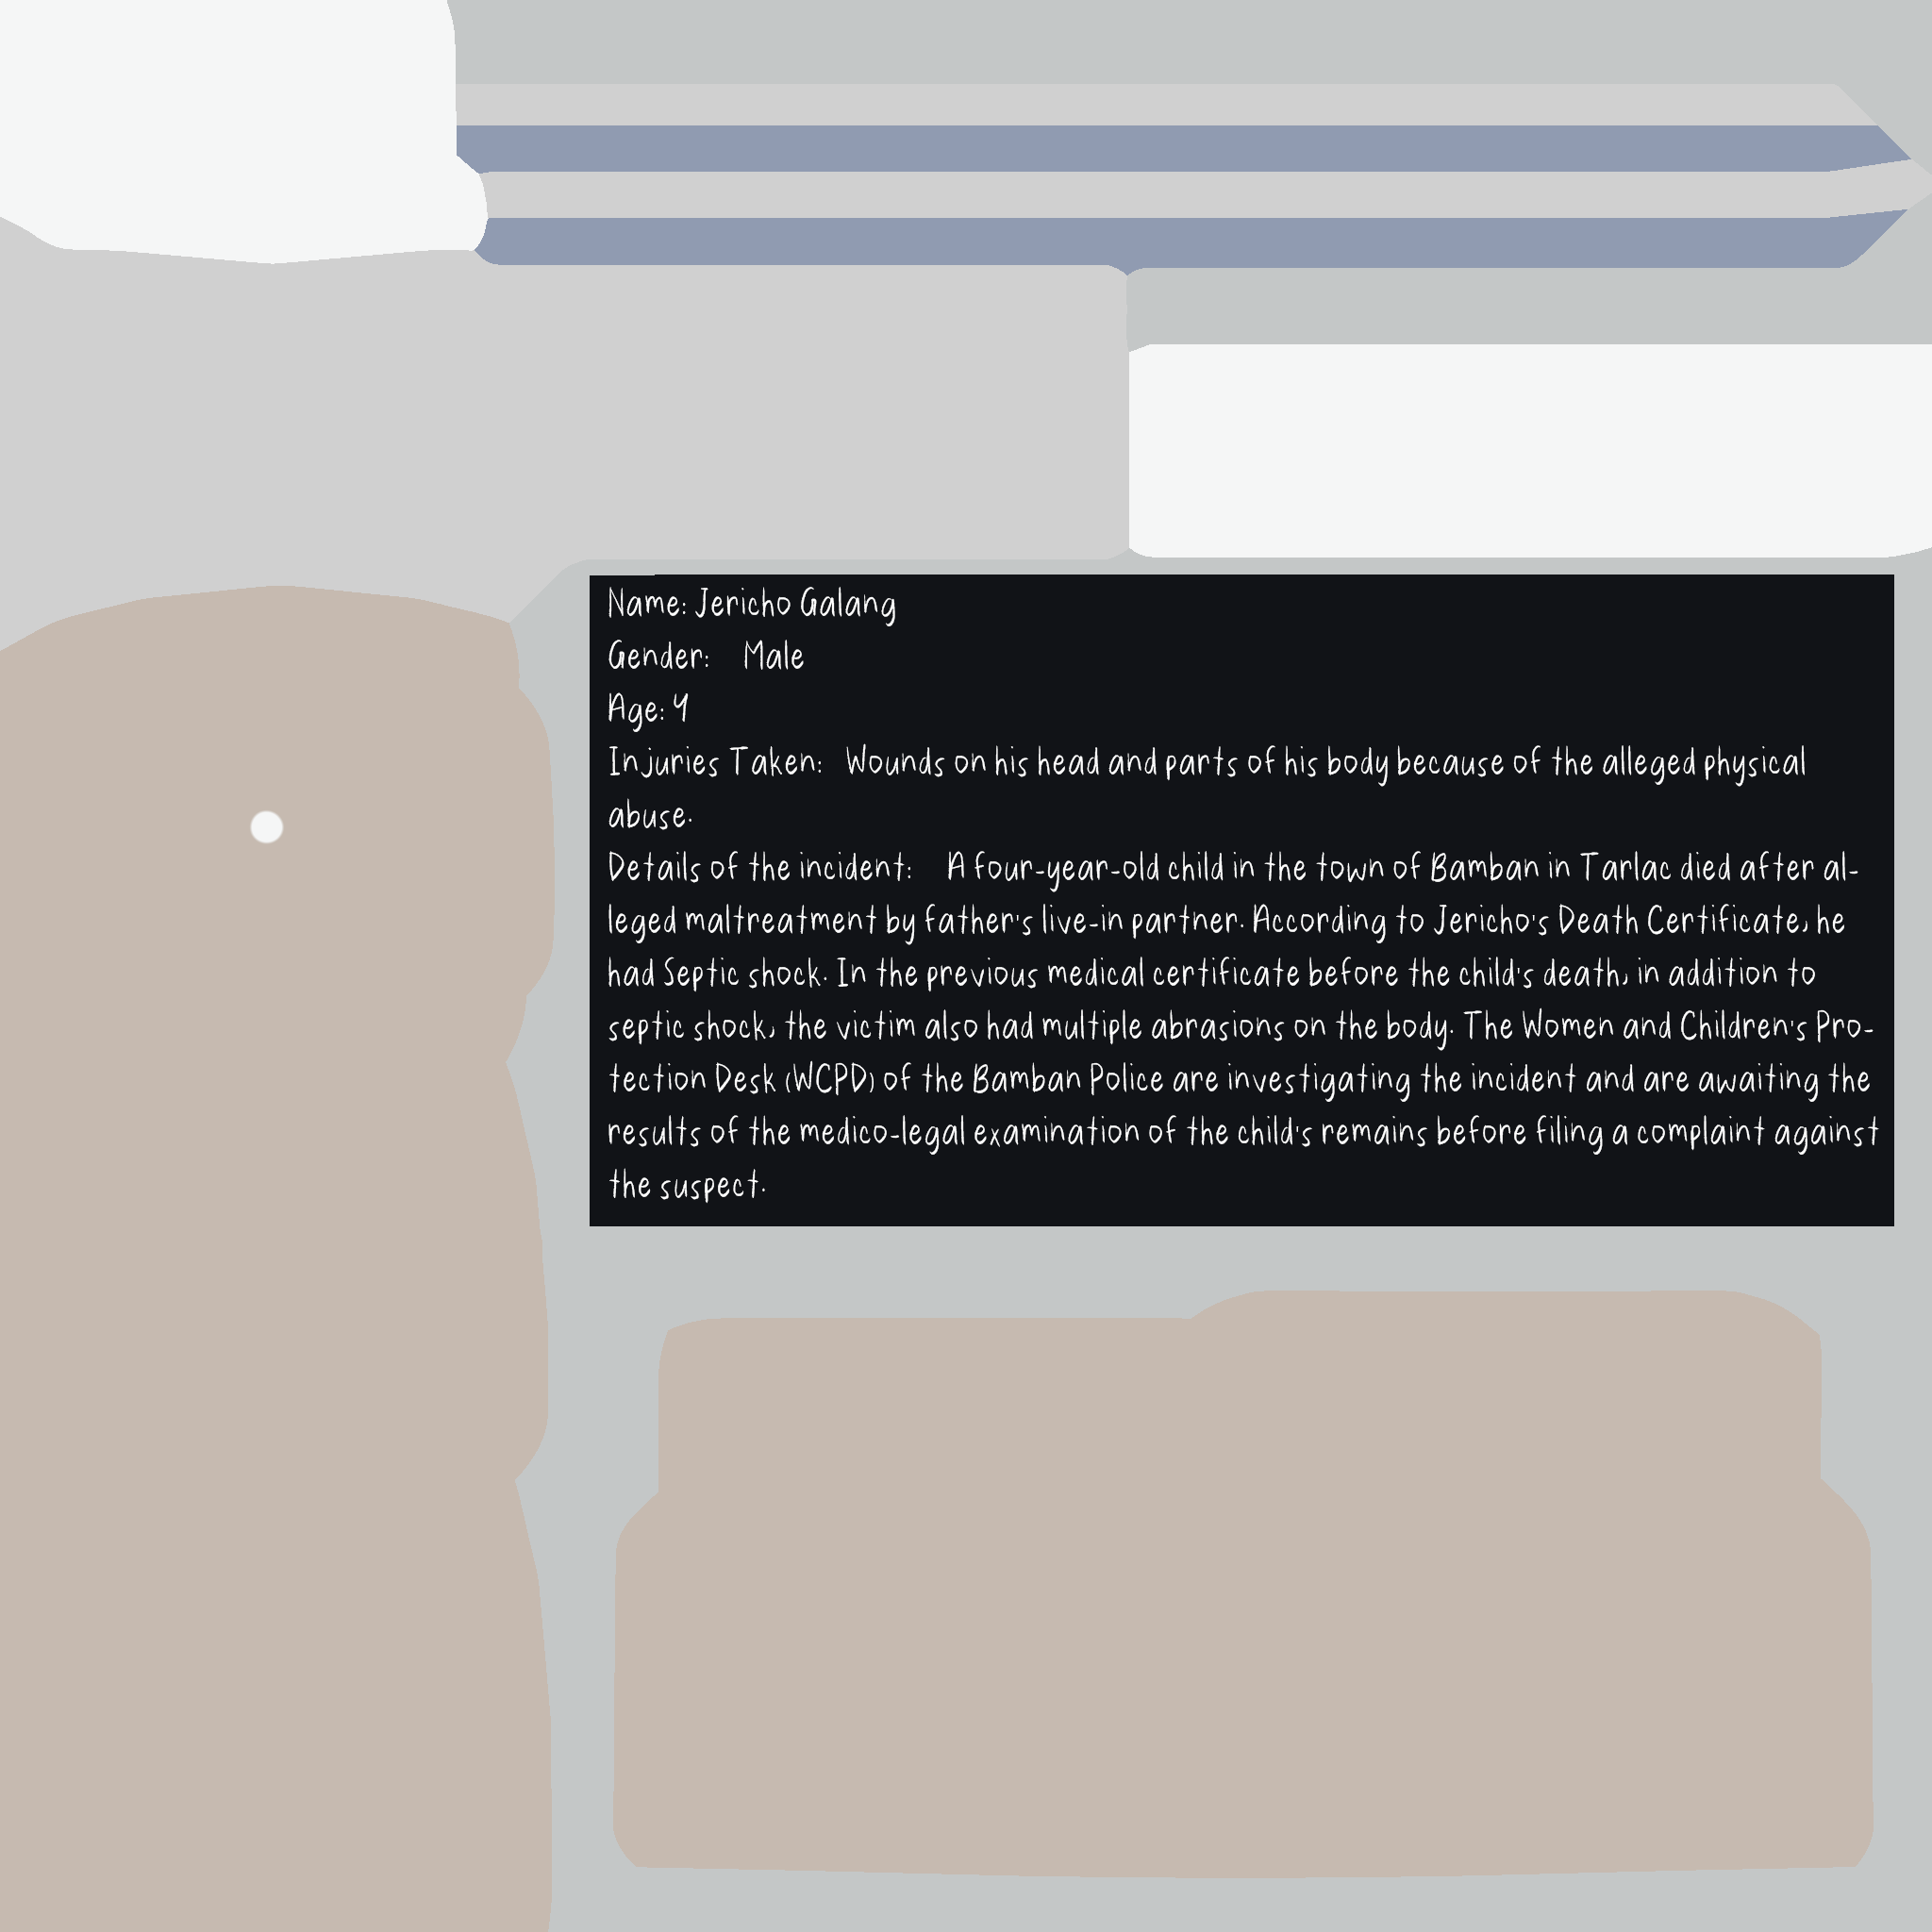 Name: Jericho Galang
Gender: Male
Age: 4
Injuries Taken: Wounds on his head and parts of his body because of the alleged physical
abuse.
Details of the incident: A four-year-old child in the town of Bamban in Tarlac died after al-
leged maltreatment by father's live-in partner. According to Jericho's Death Certificate, he
had Septic shock. In the previous medical certificate before the child's death, in addition to
septic shock, the victim also had multiple abrasions on the body. The Women and Children's Pro-
tection Desk (WCPD) of the Bamban Police are investigating the incident and are awaiting the
results of the medico-legal examination of the child's remains before filing a complaint against
the suspect.